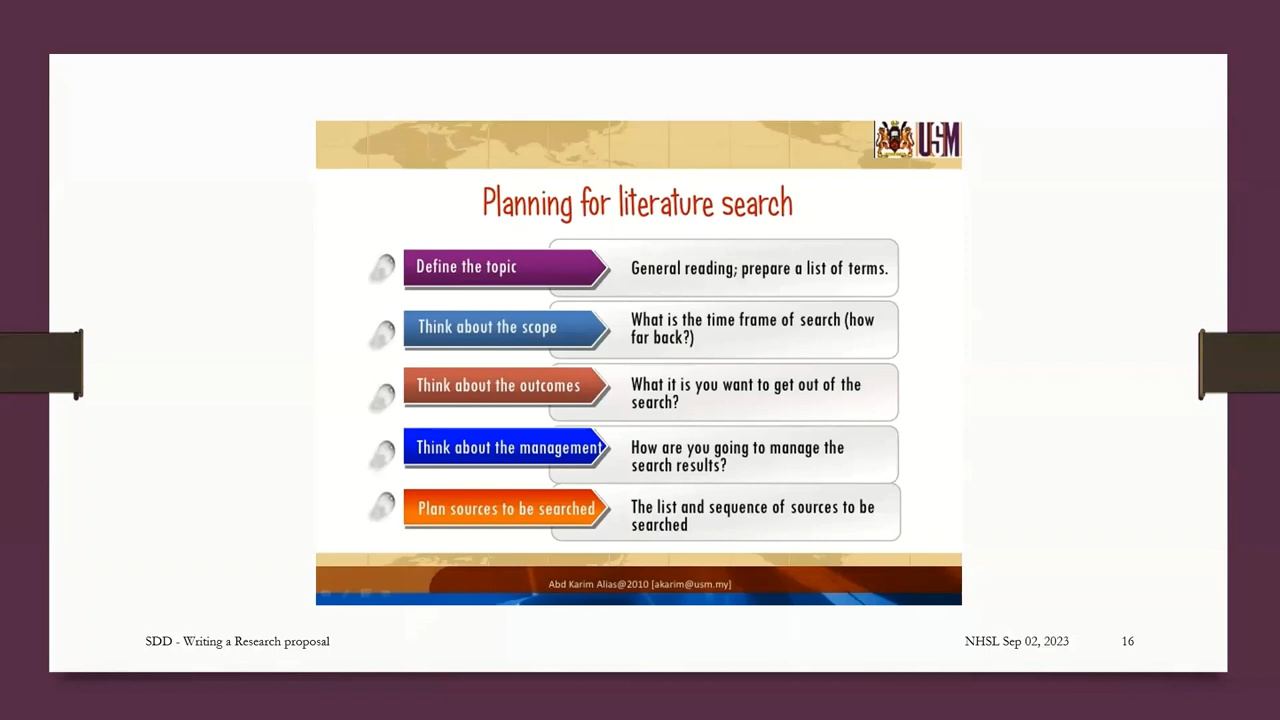 USM
Planning for literature search
Define the topic
General reading; prepare a list of terms.
Think about the scope
What is the time frame of search (how
far back?)
Think about the outcomes
What it is you want to get out of the
search?
Think about the management
How are you going to manage the
search results?
Plan sources to be searched
The list and sequence of sources to be
searched
Abd Karim Alias@2010 [akarim@usm.my]
SDD - Writing a Research proposal
NHSL Sep 02, 2023
16